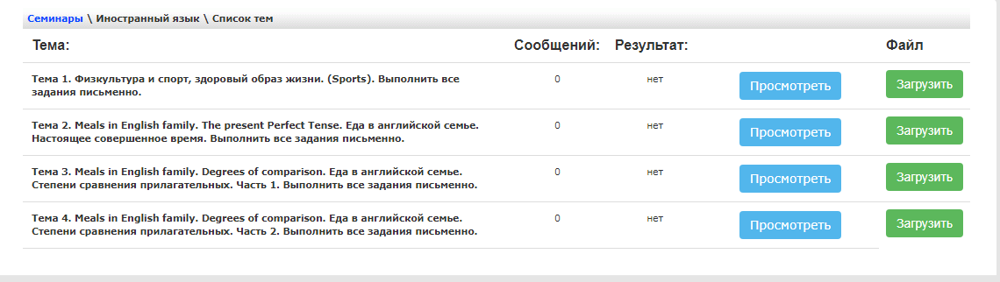 Семинары \ Иностранный язык \ Список тем
Тема: Сообщений: Результат: Файл
Тема 1. Физкультура и спорт, здоровый образ жизни. (Sports). Выполнить все
задания письменно.
0 нет Просмотреть Загрузить
Тема 2. Meals in English family. The present Perfect Tense. Еда в английской семье.
Настоящее совершенное время. Выполнить все задания письменно.
0 нет Просмотреть Загрузить
Тема 3. Meals in English family. Degrees of comparison. Еда в английской семье.
Степени сравнения прилагательных. Часть 1. Выполнить все задания письменно.
0 нет Просмотреть Загрузить
Тема 4. Meals in English family. Degrees of comparison. Еда в английской семье.
Степени сравнения прилагательных. Часть 2. Выполнить все задания письменно.
0 нет Просмотреть Загрузить